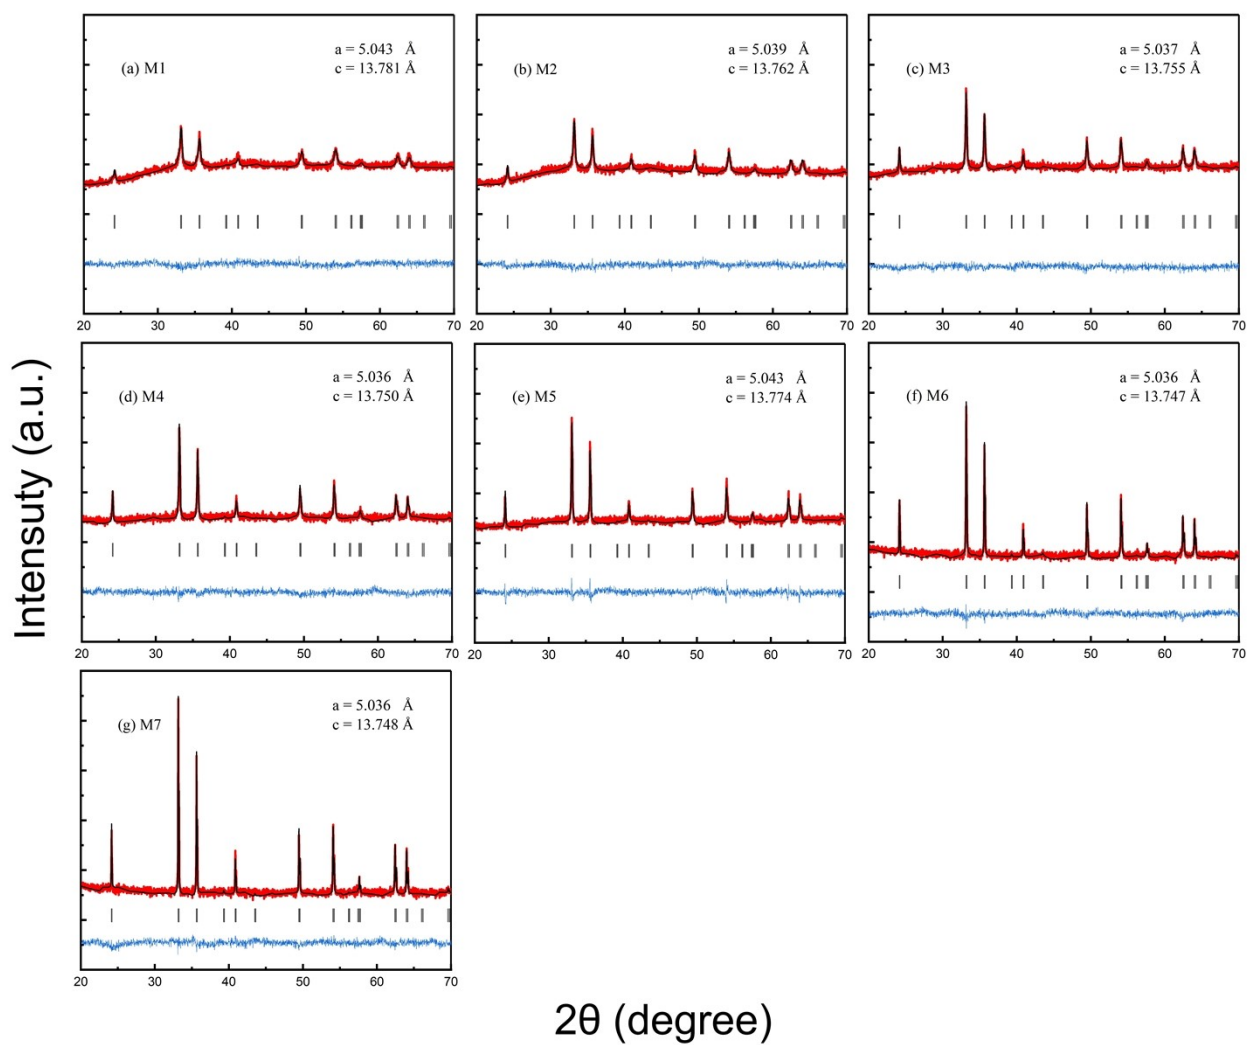 (a) M1
a = 5.043 Å
c = 13.781 Å
20 30 40 50 60 70
(b) M2
a = 5.039 Å
c = 13.762 Å
20 30 40 50 60 70
(c) M3
a = 5.037 Å
c = 13.755 Å
20 30 40 50 60 70
(d) M4
a = 5.036 Å
c = 13.750 Å
20 30 40 50 60 70
(e) M5
a = 5.043 Å
c = 13.774 Å
20 30 40 50 60 70
(f) M6
a = 5.036 Å
c = 13.747 Å
20 30 40 50 60 70
(g) M7
a = 5.036 Å
c = 13.748 Å
20 30 40 50 60 70
Intensuty (a.u.)
2θ (degree)